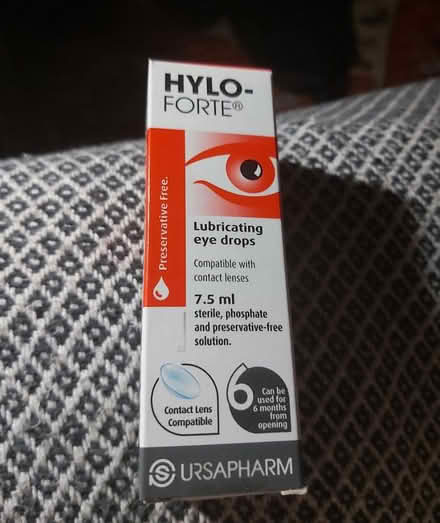 HYLO-
FORTE®
Preservative Free.
Lubricating
eye drops
Compatible with
contact lenses
7.5 ml
sterile, phosphate
and preservative-free
solution.
Contact Lens
Compatible
6
Can be
used for
6 months
from
opening
URSAPHARM